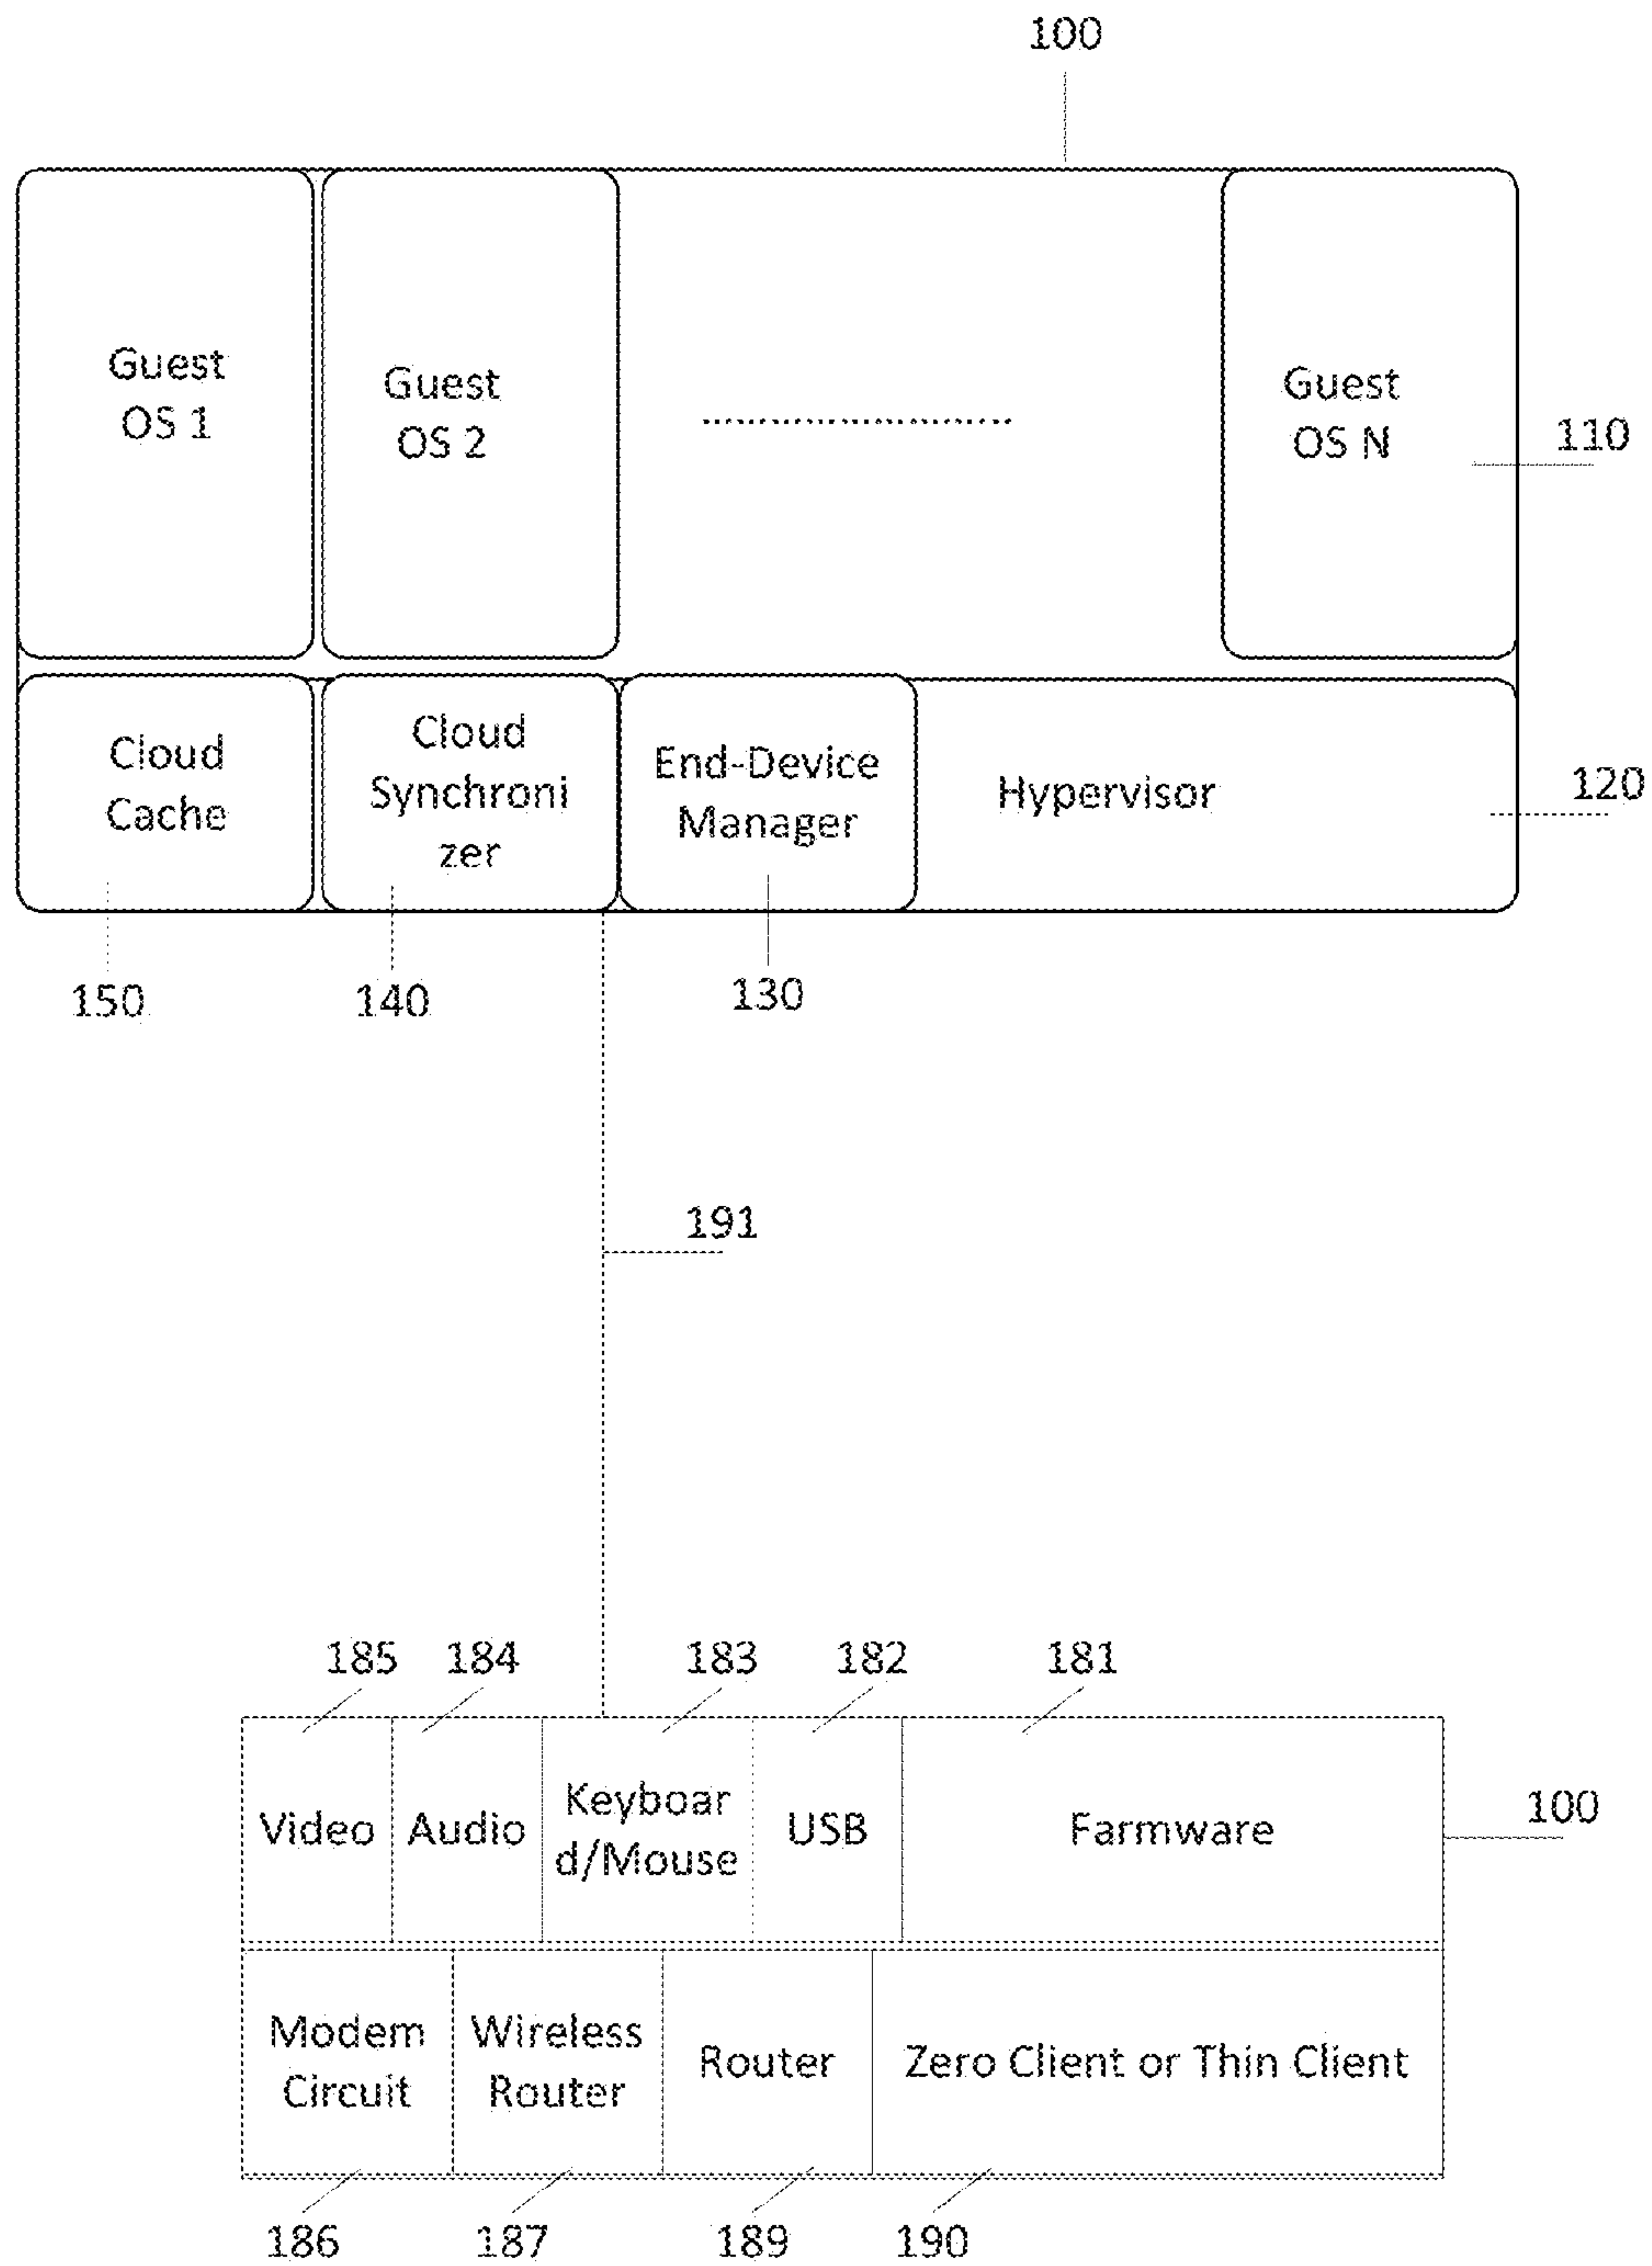 100
Guest
OS 1
Guest
OS 2
Guest
OS N
110
Cloud
Cache
Cloud
Synchroni
zer
End-Device
Manager
Hypervisor
120
150
140
130
191
185
184
183
182
181
Video
Audio
Keyboar
d/Mouse
USB
Farmware
100
Modem
Circuit
Wireless
Router
Router
Zero Client or Thin Client
186
187
189
190